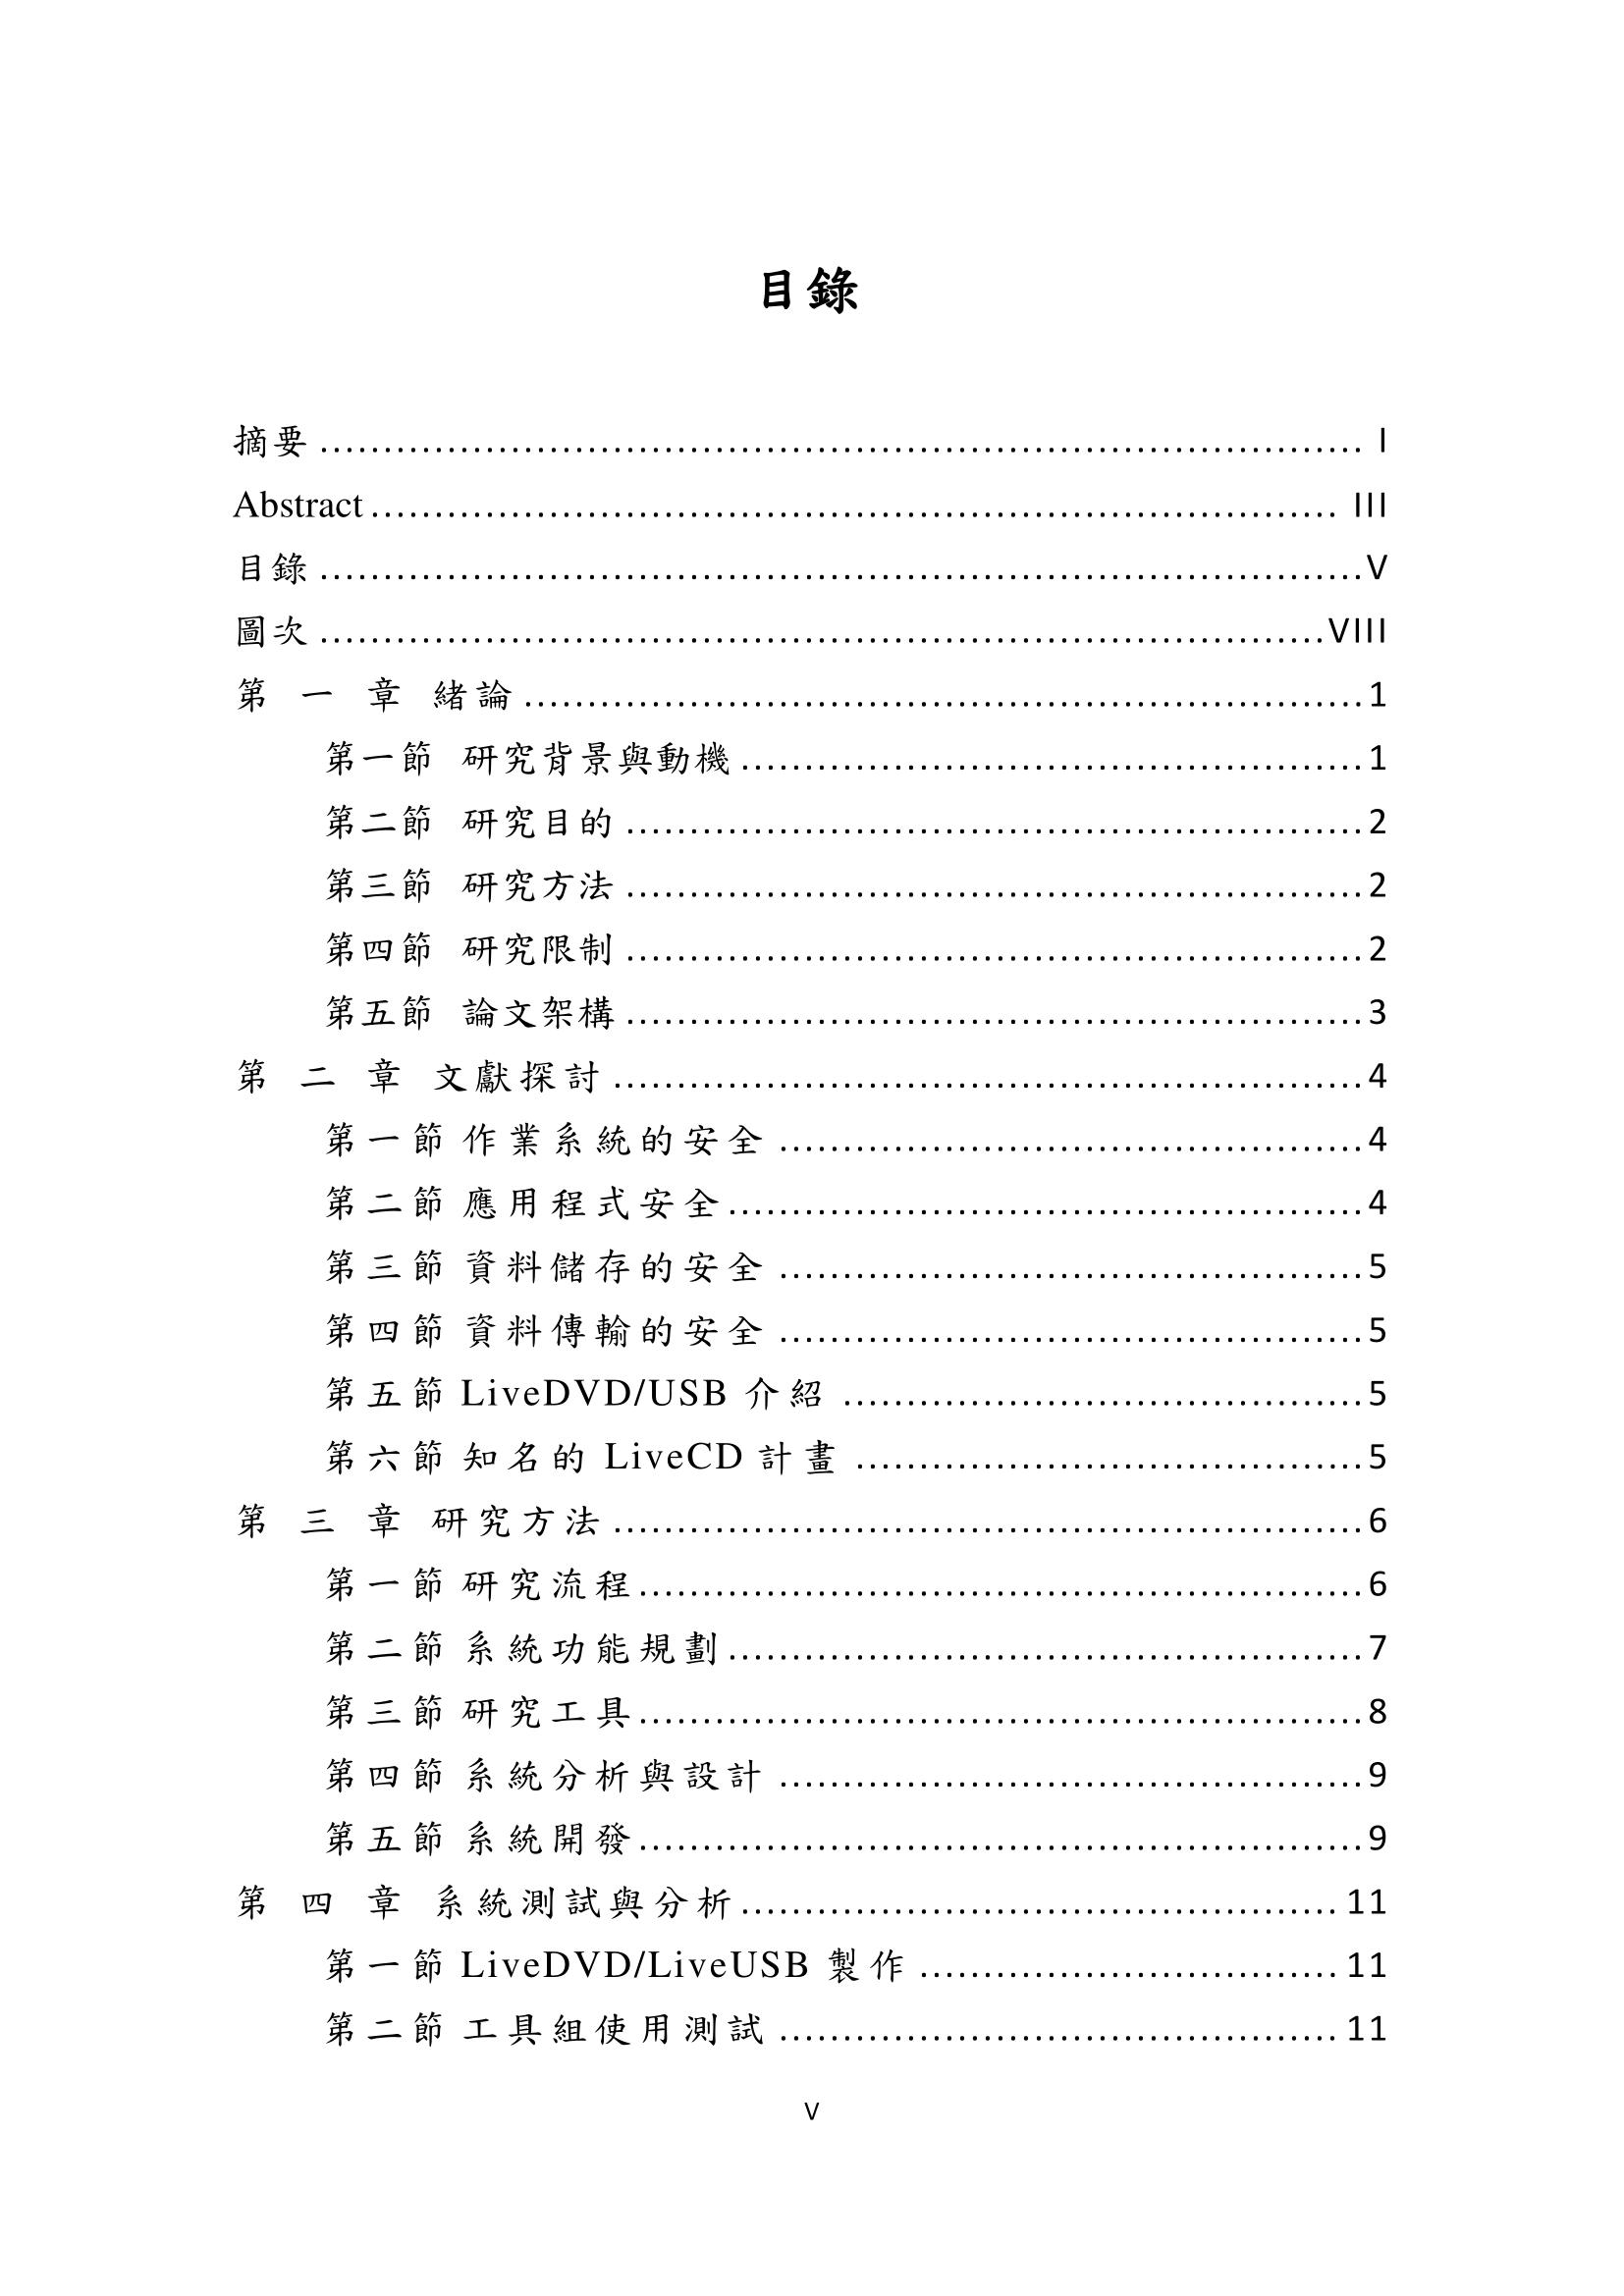 目錄
摘要 ........................................ I
Abstract ........................................ III
目錄 ........................................ V
圖次 ........................................ VIII
第 一 章 緒論 ........................................ 1
第一節 研究背景與動機 ........................................ 1
第二節 研究目的 ........................................ 2
第三節 研究方法 ........................................ 2
第四節 研究限制 ........................................ 2
第五節 論文架構 ........................................ 3
第 二 章 文獻探討 ........................................ 4
第一節 作業系統的安全 ........................................ 4
第二節 應用程式安全 ........................................ 4
第三節 資料儲存的安全 ........................................ 5
第四節 資料傳輸的安全 ........................................ 5
第五節 LiveDVD/USB 介紹 ........................................ 5
第六節 知名的 LiveCD 計畫 ........................................ 5
第 三 章 研究方法 ........................................ 6
第一節 研究流程 ........................................ 6
第二節 系統功能規劃 ........................................ 7
第三節 研究工具 ........................................ 8
第四節 系統分析與設計 ........................................ 9
第五節 系統開發 ........................................ 9
第 四 章 系統測試與分析 ........................................ 11
第一節 LiveDVD/LiveUSB 製作 ........................................ 11
第二節 工具組使用測試 ........................................ 11
V